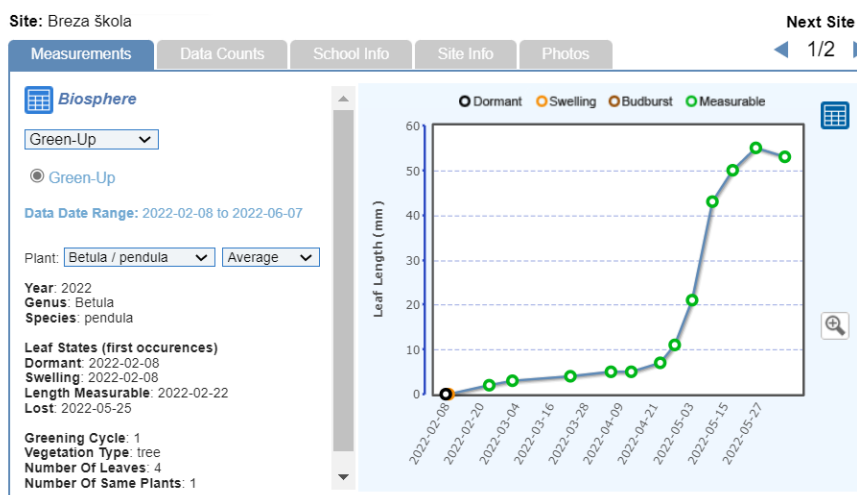 Site: Breza škola
Next Site
Measurements
Data Counts
School Info
Site Info
Photos
1/2
Biosphere
Green-Up
Green-Up
Data Date Range: 2022-02-08 to 2022-06-07
Plant: Betula / pendula Average
Year: 2022
Genus: Betula
Species: pendula
Leaf States (first occurences)
Dormant: 2022-02-08
Swelling: 2022-02-08
Length Measurable: 2022-02-22
Lost: 2022-05-25
Greening Cycle: 1
Vegetation Type: tree
Number Of Leaves: 4
Number Of Same Plants: 1
Dormant Swelling Budburst Measurable
Leaf Length (mm)
60
50
40
30
20
10
0
2022-02-08
2022-02-20
2022-03-04
2022-03-16
2022-03-28
2022-04-09
2022-04-21
2022-05-03
2022-05-15
2022-05-27